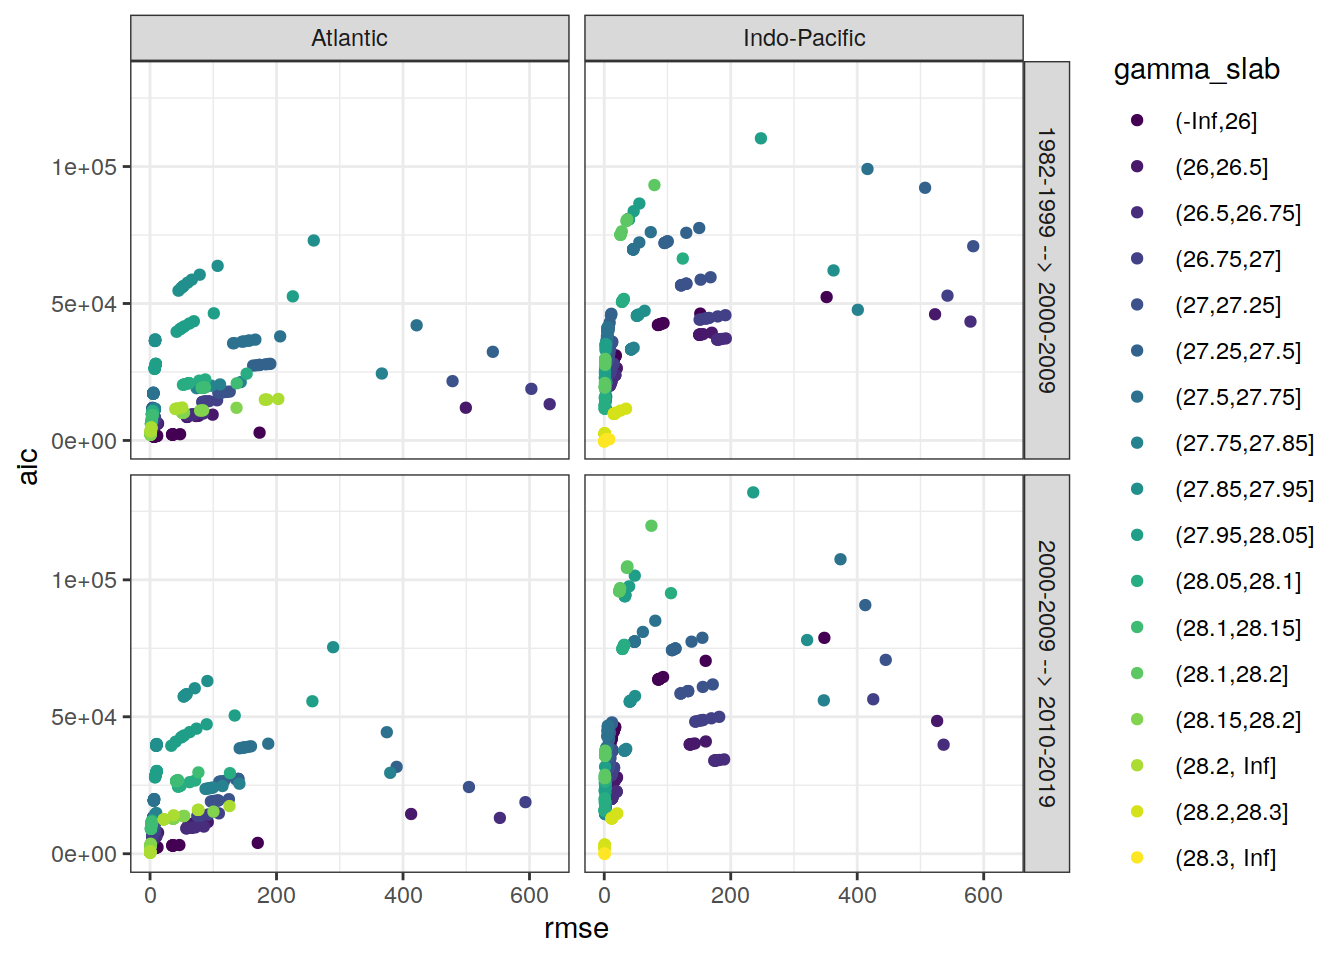 Atlantic
Indo-Pacific
1982-1999 --> 2000-2009
2000-2009 --> 2010-2019
1e+05
5e+04
0e+00
1e+05
5e+04
0e+00
aic
0 200 400 600
0 200 400 600
rmse
gamma_slab
(-Inf,26]
(26,26.5]
(26.5,26.75]
(26.75,27]
(27,27.25]
(27.25,27.5]
(27.5,27.75]
(27.75,27.85]
(27.85,27.95]
(27.95,28.05]
(28.05,28.1]
(28.1,28.15]
(28.1,28.2]
(28.15,28.2]
(28.2, Inf]
(28.2,28.3]
(28.3, Inf]